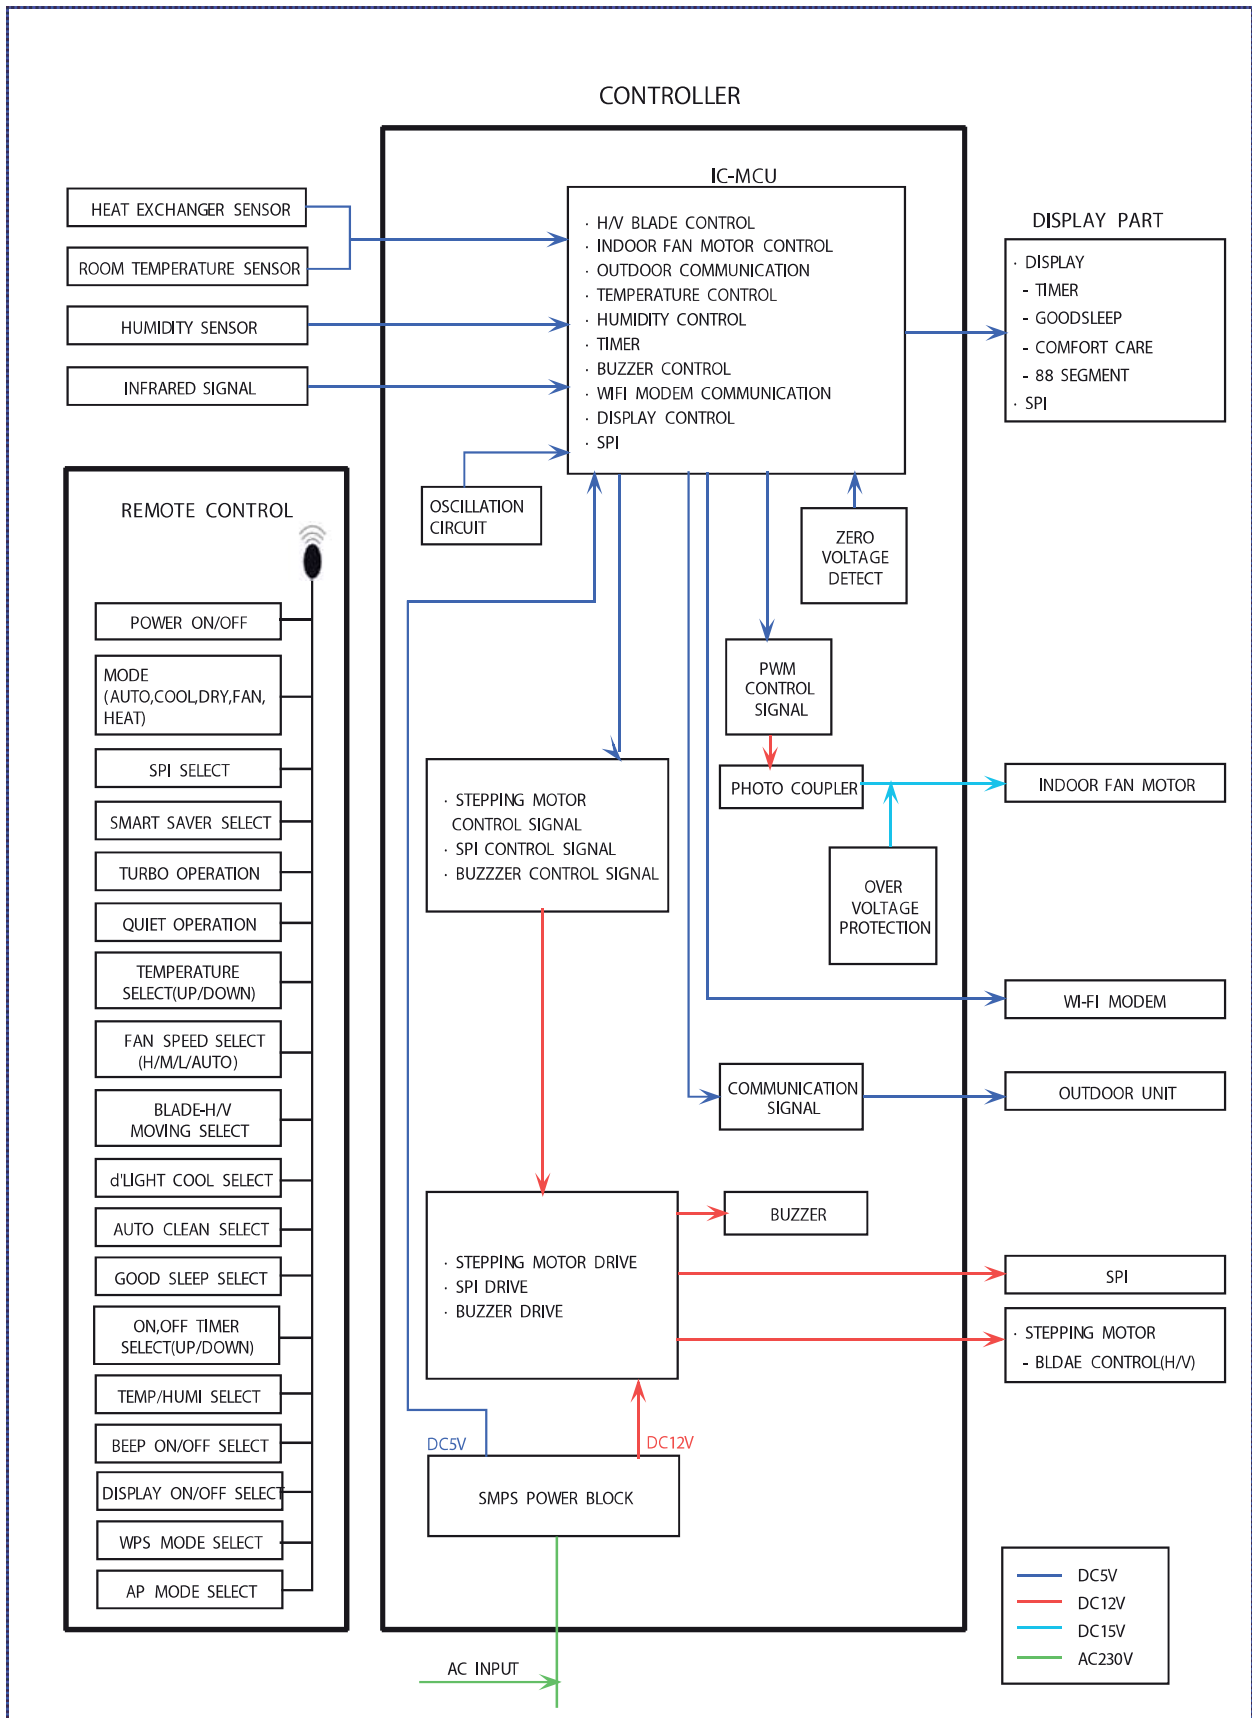 CONTROLLER
IC-MCU
HEAT EXCHANGER SENSOR
ROOM TEMPERATURE SENSOR
HUMIDITY SENSOR
INFRARED SIGNAL
· H/V BLADE CONTROL
· INDOOR FAN MOTOR CONTROL
· OUTDOOR COMMUNICATION
· TEMPERATURE CONTROL
· HUMIDITY CONTROL
· TIMER
· BUZZER CONTROL
· WIFI MODEM COMMUNICATION
· DISPLAY CONTROL
· SPI
DISPLAY PART
· DISPLAY
- TIMER
- GOODSLEEP
- COMFORT CARE
- 88 SEGMENT
· SPI
OSCILLATION
CIRCUIT
ZERO
VOLTAGE
DETECT
PWM
CONTROL
SIGNAL
PHOTO COUPLER
INDOOR FAN MOTOR
OVER
VOLTAGE
PROTECTION
· STEPPING MOTOR
CONTROL SIGNAL
· SPI CONTROL SIGNAL
· BUZZZER CONTROL SIGNAL
WI-FI MODEM
COMMUNICATION
SIGNAL
OUTDOOR UNIT
· STEPPING MOTOR DRIVE
· SPI DRIVE
· BUZZER DRIVE
BUZZER
SPI
· STEPPING MOTOR
- BLDAE CONTROL(H/V)
DC5V
DC12V
SMPS POWER BLOCK
AC INPUT
REMOTE CONTROL
POWER ON/OFF
MODE
(AUTO,COOL,DRY,FAN,
HEAT)
SPI SELECT
SMART SAVER SELECT
TURBO OPERATION
QUIET OPERATION
TEMPERATURE
SELECT(UP/DOWN)
FAN SPEED SELECT
(H/M/L/AUTO)
BLADE-H/V
MOVING SELECT
d'LIGHT COOL SELECT
AUTO CLEAN SELECT
GOOD SLEEP SELECT
ON,OFF TIMER
SELECT(UP/DOWN)
TEMP/HUMI SELECT
BEEP ON/OFF SELECT
DISPLAY ON/OFF SELECT
WPS MODE SELECT
AP MODE SELECT
DC5V
DC12V
DC15V
AC230V